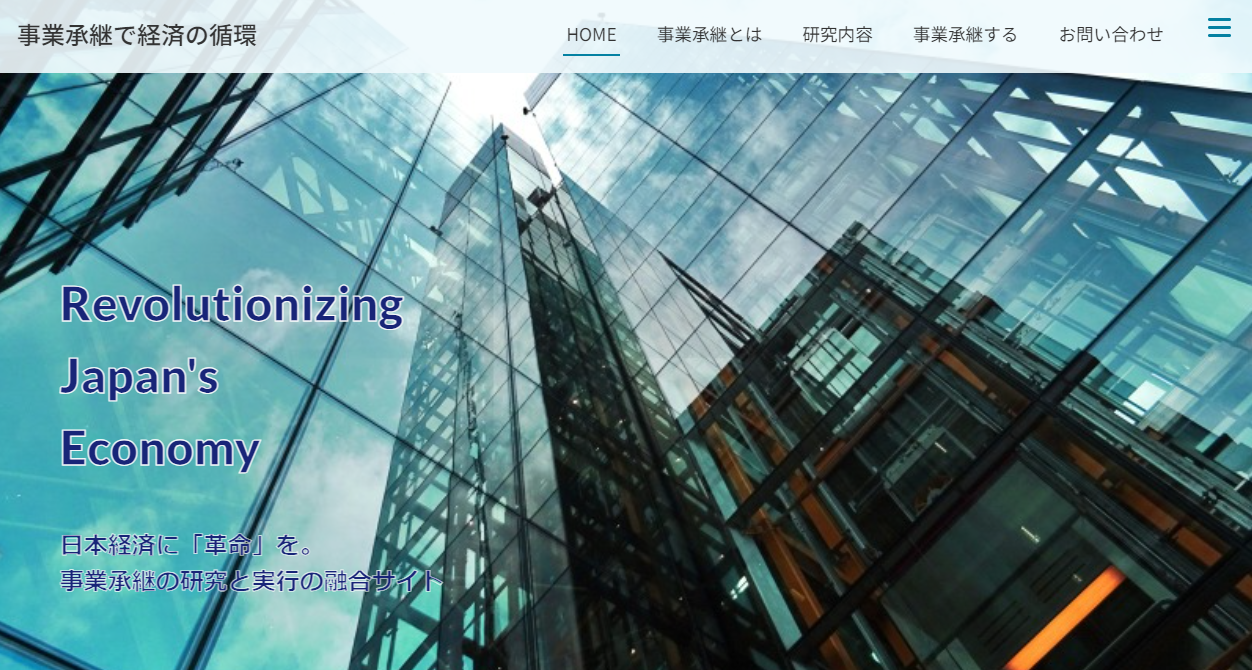 事業承継で経済の循環
HOME
事業承継とは
研究内容
事業承継する
お問い合わせ
Revolutionizing
Japan's
Economy
日本経済に「革命」を。
事業承継の研究と実行の融合サイト